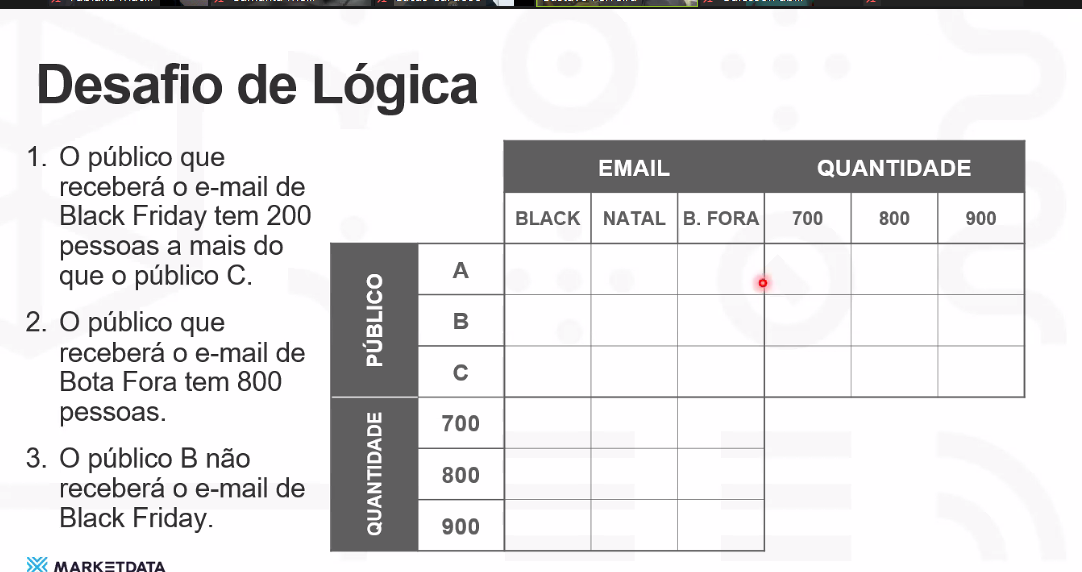 Desafio de Lógica
1. O público que
receberá o e-mail de
Black Friday tem 200
pessoas a mais do
que o público C.
2. O público que
receberá o e-mail de
Bota Fora tem 800
pessoas.
3. O público B não
receberá o e-mail de
Black Friday.
EMAIL QUANTIDADE
BLACK NATAL B. FORA 700 800 900
PÚBLICO
A
B
C
QUANTIDADE
700
800
900
MARKETDATA